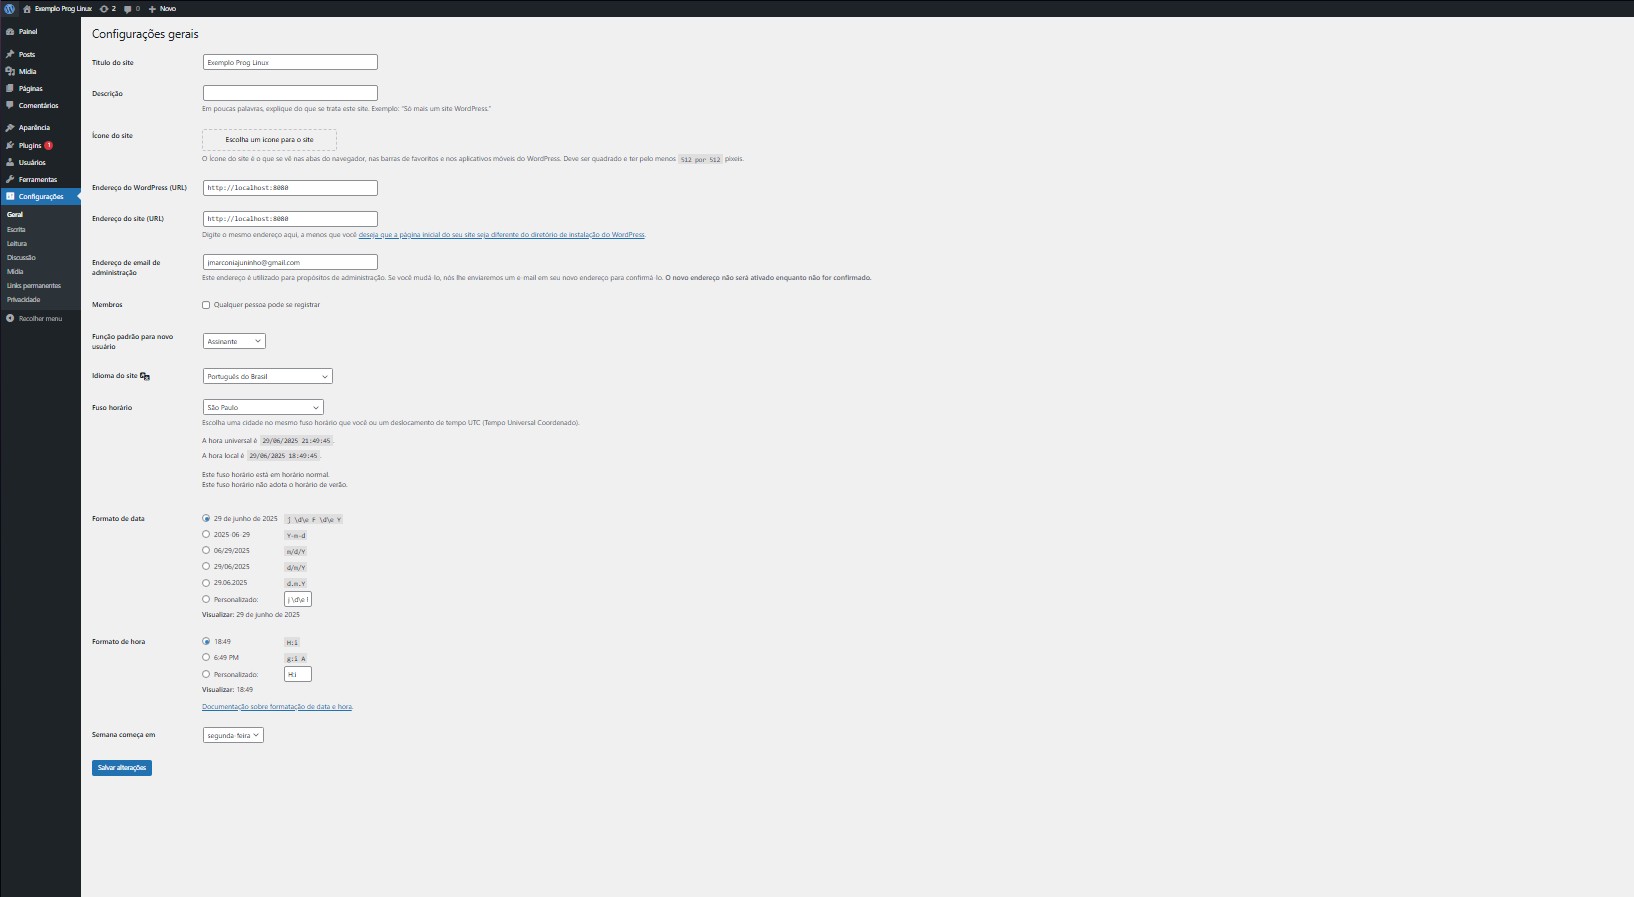 Exemplo Prog Linux 2 0 Novo
Painel
Posts
Mídia
Páginas
Comentários
Aparência
Plugins 1
Usuários
Ferramentas
Configurações
Geral
Escrita
Leitura
Discussão
Mídia
Links permanentes
Privacidade
Recolher menu
Configurações gerais
Título do site Exemplo Prog Linux
Descrição
Em poucas palavras, explique do que se trata este site. Exemplo: "Só mais um site WordPress."
Ícone do site Escolha um ícone para o site
O Ícone do site é o que se vê nas abas do navegador, nas barras de favoritos e nos aplicativos móveis do WordPress. Deve ser quadrado e ter pelo menos 512 por 512 pixels.
Endereço do WordPress (URL) http://localhost:8080
Endereço do site (URL) http://localhost:8080
Digite o mesmo endereço aqui, a menos que você deseja que a página inicial do seu site seja diferente do diretório de instalação do WordPress.
Endereço de email de
administração
jmarconiajuninho@gmail.com
Este endereço é utilizado para propósitos de administração. Se você mudá-lo, nós lhe enviaremos um e-mail em seu novo endereço para confirmá-lo. O novo endereço não será ativado enquanto não for confirmado.
Membros Qualquer pessoa pode se registrar
Função padrão para novo
usuário
Assinante
Idioma do site Português do Brasil
Fuso horário São Paulo
Escolha uma cidade no mesmo fuso horário que você ou um deslocamento de tempo UTC (Tempo Universal Coordenado).
A hora universal é 29/06/2025 21:49:45.
A hora local é 29/06/2025 18:49:45.
Este fuso horário está em horário normal.
Este fuso horário não adota o horário de verão.
Formato de data 29 de junho de 2025 j \d\e F \d\e Y
2025-06-29 Y-m-d
06/29/2025 m/d/Y
29/06/2025 d/m/Y
29.06.2025 d.m.Y
Personalizado: j \d\e
Visualizar: 29 de junho de 2025
Formato de hora 18:49 H:i
6:49 PM g:i A
Personalizado: H:i
Visualizar: 18:49
Documentação sobre formatação de data e hora.
Semana começa em segunda-feira
Salvar alterações